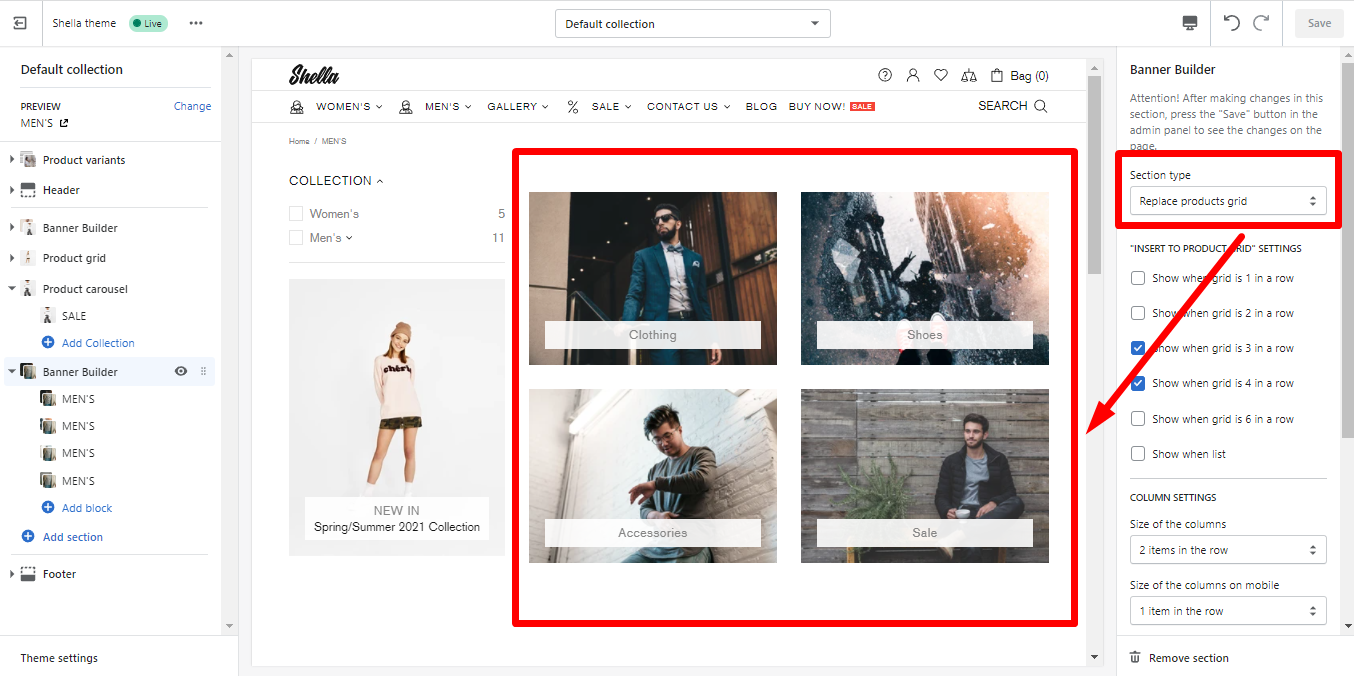 Shella theme
Live
Default collection
Save
Default collection
PREVIEW
Change
MEN'S
Product variants
Header
Banner Builder
Product grid
Product carousel
SALE
Add Collection
Banner Builder
MEN'S
MEN'S
MEN'S
MEN'S
Add block
Add section
Footer
Theme settings
Shella
Bag (0)
WOMEN'S
MEN'S
GALLERY
SALE
CONTACT US
BLOG
BUY NOW! SALE
SEARCH
Home / MEN'S
COLLECTION
Women's 5
Men's 11
chérie
NEW IN
Spring/Summer 2021 Collection
Clothing
Shoes
Accessories
Sale
Banner Builder
Attention! After making changes in this
section, press the "Save" button in the
admin panel to see the changes on the
page.
Section type
Replace products grid
"INSERT TO PRODUCT GRID" SETTINGS
Show when grid is 1 in a row
Show when grid is 2 in a row
Show when grid is 3 in a row
Show when grid is 4 in a row
Show when grid is 6 in a row
Show when list
COLUMN SETTINGS
Size of the columns
2 items in the row
Size of the columns on mobile
1 item in the row
Remove section